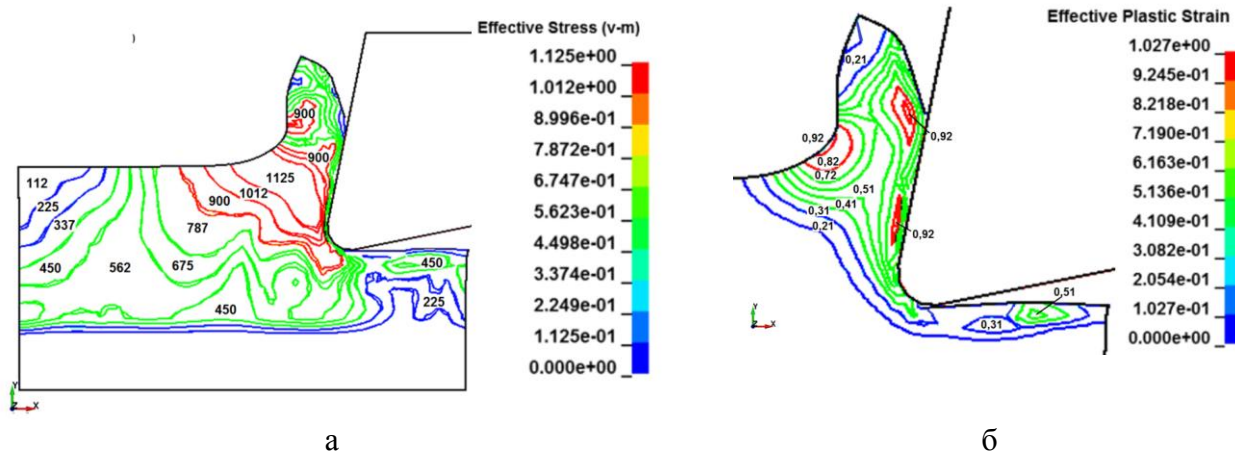 )
Effective Stress (v-m)
1.125e+00
1.012e+00
8.996e-01
7.872e-01
6.747e-01
5.623e-01
4.498e-01
3.374e-01
2.249e-01
1.125e-01
0.000e+00
900
900
1125
1012
900
787
112
225
337
450
562
675
450
450
225
Y
Z X
а
Effective Plastic Strain
1.027e+00
9.245e-01
8.218e-01
7.190e-01
6.163e-01
5.136e-01
4.109e-01
3.082e-01
2.054e-01
1.027e-01
0.000e+00
0,21
0,92
0,92
0,82
0,72
0,51
0,41
0,31
0,21
0,92
0,51
0,31
Y
Z X
б